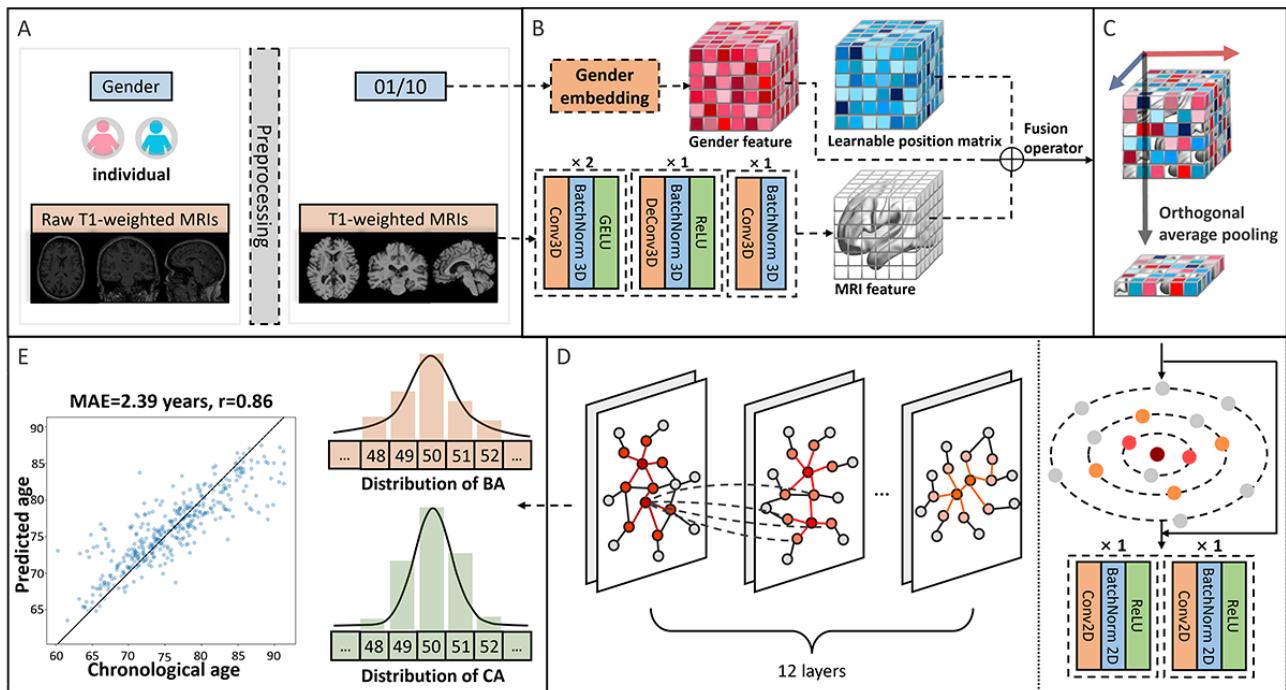 A
Gender
individual
Raw T1-weighted MRIs
Preprocessing
01/10
T1-weighted MRIs
B
Gender
embedding
Gender feature
Learnable position matrix
Fusion
operator
× 2
Conv3D
BatchNorm 3D
GELU
× 1
DeConv3D
BatchNorm 3D
ReLU
× 1
Conv3D
BatchNorm 3D
MRI feature
C
Orthogonal
average pooling
E
MAE=2.39 years, r=0.86
Predicted age
90
85
80
75
70
65
60 65 70 75 80 85 90
Chronological age
... 48 49 50 51 52 ...
Distribution of BA
... 48 49 50 51 52 ...
Distribution of CA
D
...
12 layers
× 1
Conv2D
BatchNorm 2D
ReLU
× 1
Conv2D
BatchNorm 2D
ReLU